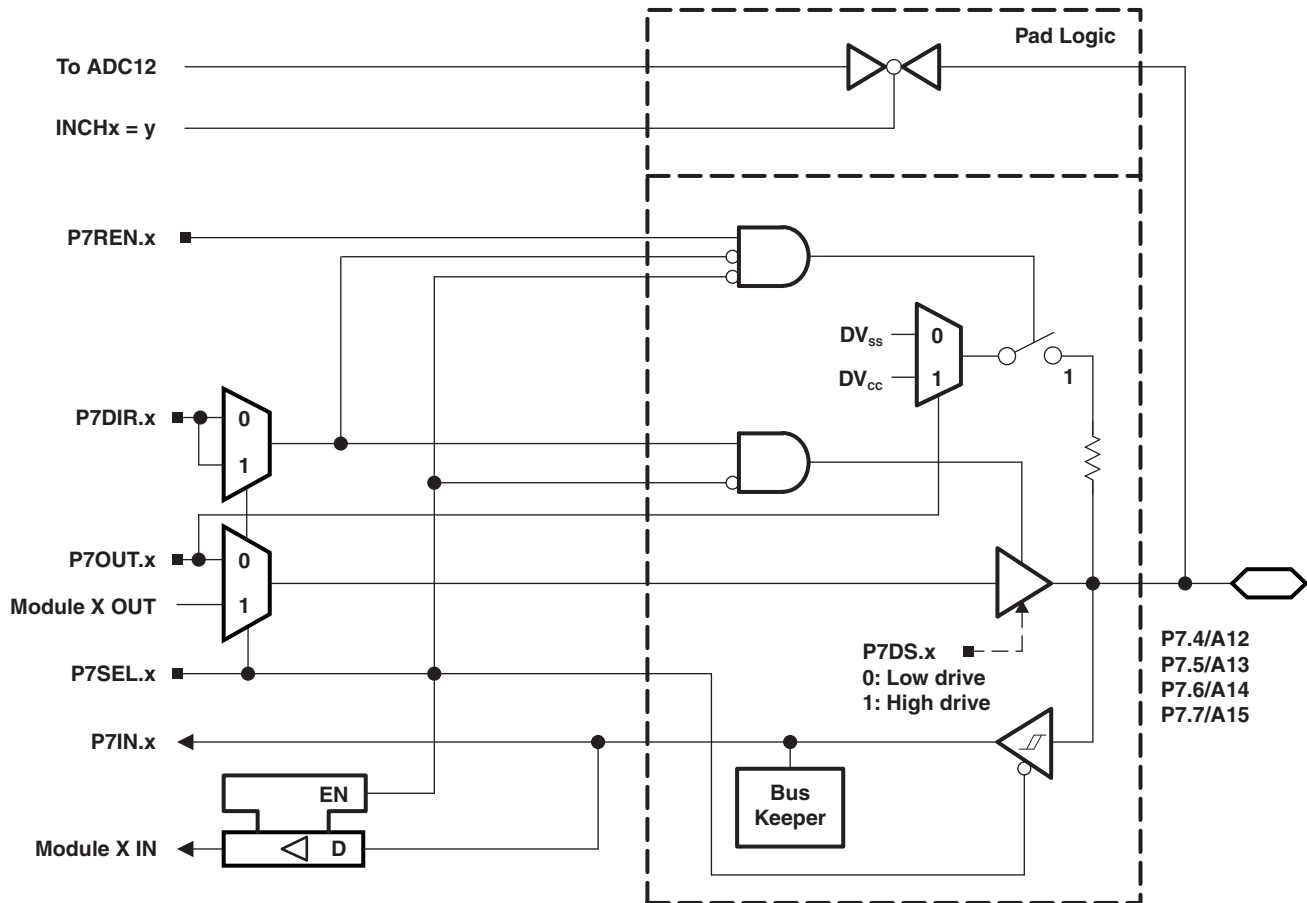 Pad Logic
To ADC12
INCHx = y
P7REN.x
DVSS
0
DVCC
1
1
P7DIR.x
0
1
P7OUT.x
0
Module X OUT
1
P7SEL.x
P7DS.x
0: Low drive
1: High drive
P7.4/A12
P7.5/A13
P7.6/A14
P7.7/A15
P7IN.x
EN
Bus
Keeper
Module X IN
D